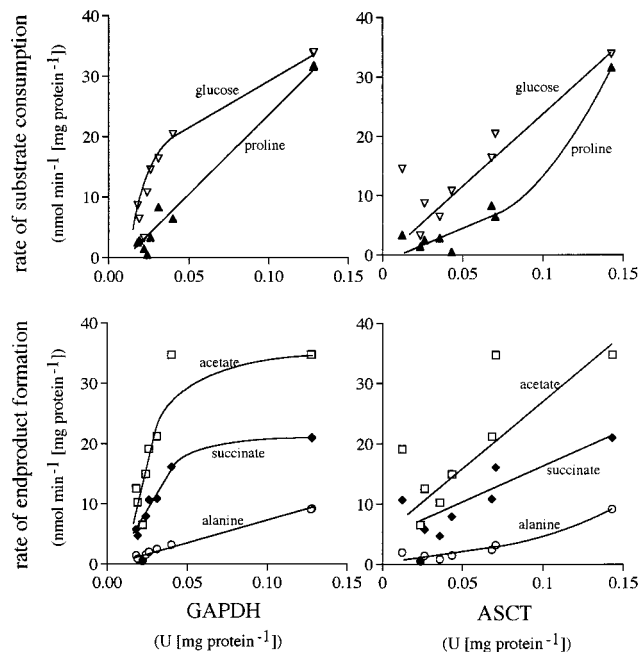 rate of substrate consumption
(nmol min⁻¹ [mg protein⁻¹])
40
30
20
10
0
glucose
proline
0.00
0.05
0.10
0.15
40
30
20
10
0
glucose
proline
0
0.05
0.10
0.15
rate of endproduct formation
(nmol min⁻¹ [mg protein⁻¹])
40
30
20
10
0
acetate
succinate
alanine
0.00
0.05
0.10
0.15
GAPDH
(U [mg protein⁻¹])
40
30
20
10
0
acetate
succinate
alanine
0
0.05
0.10
0.15
ASCT
(U [mg protein⁻¹])